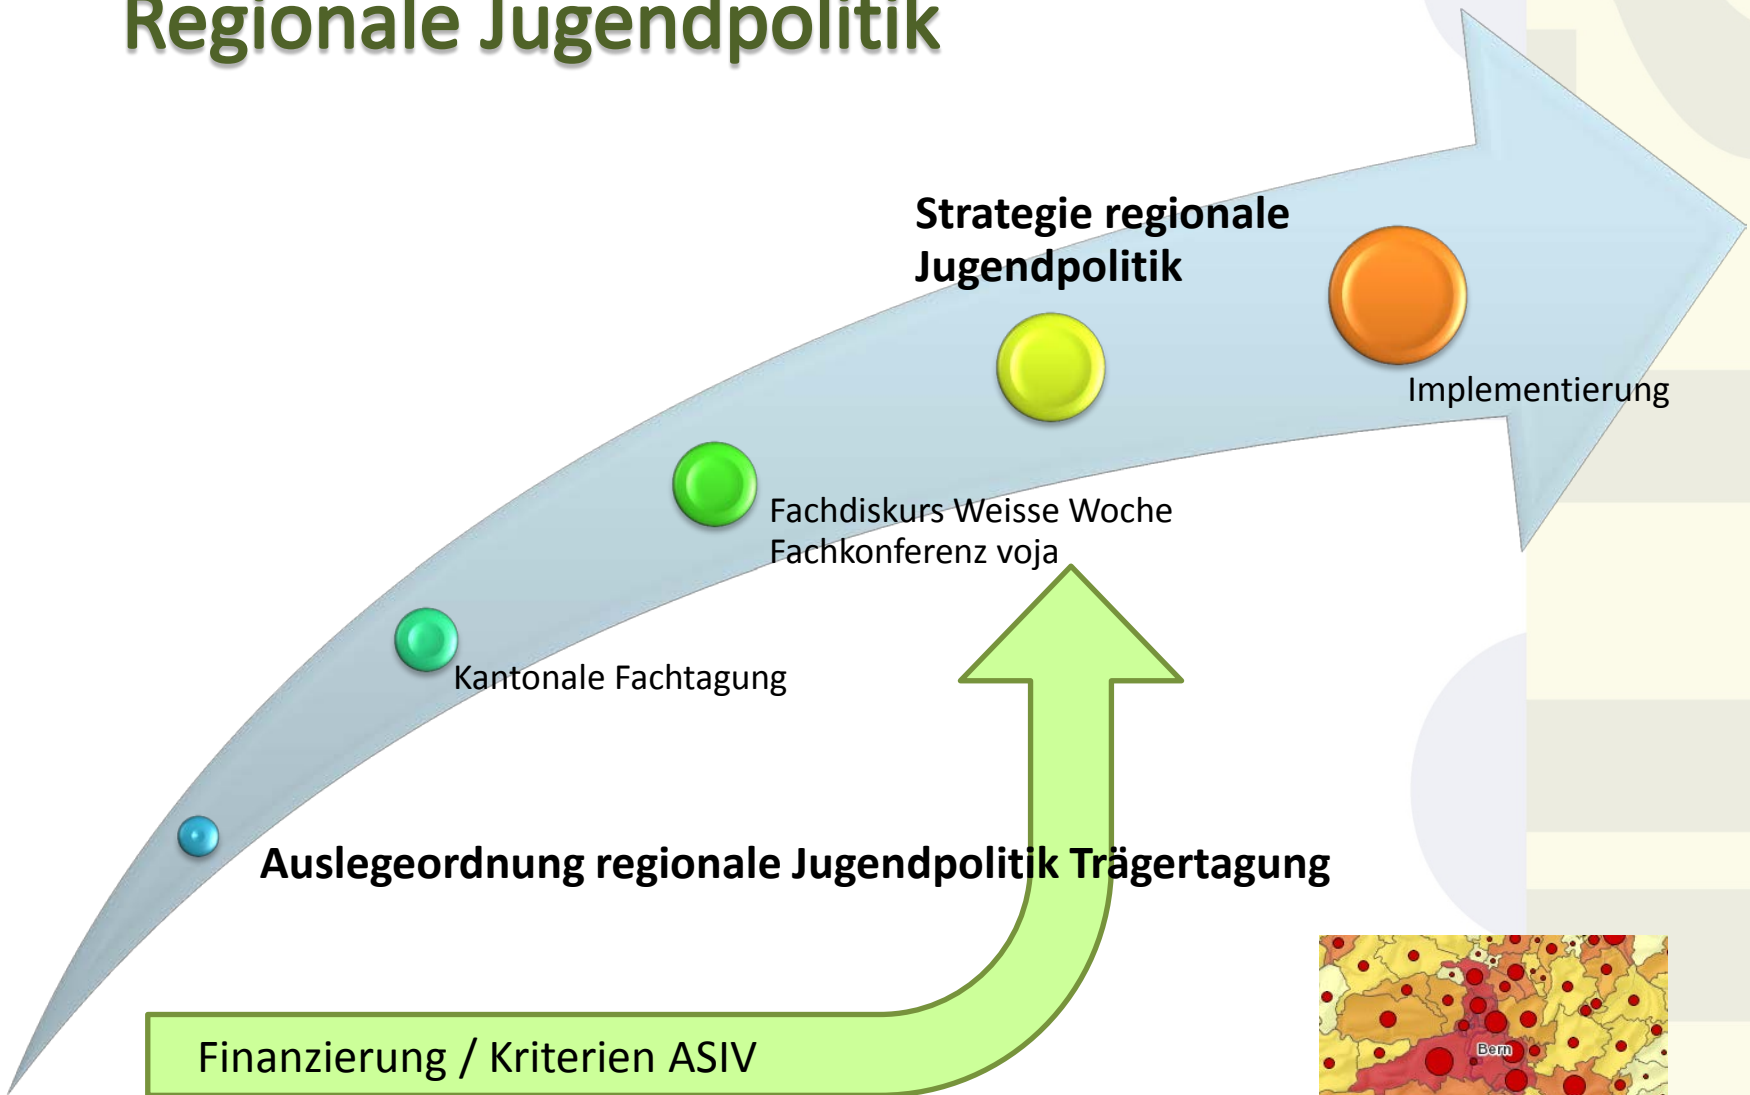 Regionale Jugendpolitik
Strategie regionale
Jugendpolitik
Implementierung
Fachdiskurs Weisse Woche
Fachkonferenz voja
Kantonale Fachtagung
Auslegeordnung regionale Jugendpolitik Trägertagung
Finanzierung / Kriterien ASIV
Bern